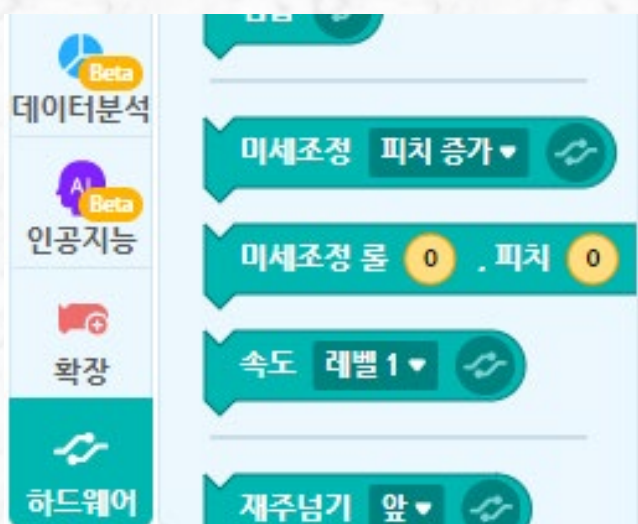 Beta
데이터분석
AI
Beta
인공지능
확장
하드웨어
미세조정 피치 증가
미세조정 롤 0 , 피치 0
속도 레벨 1
재주넘기 앞